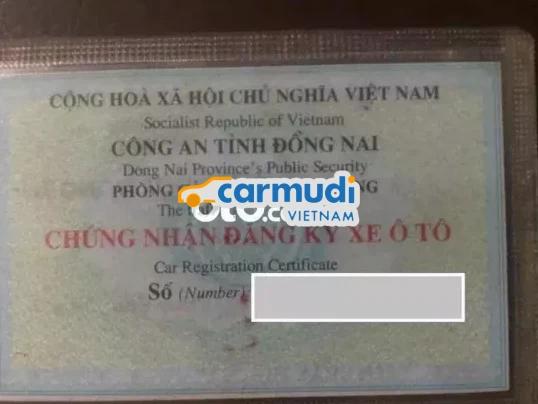 CỘNG HOÀ XÃ HỘI CHỦ NGHĨA VIỆT NAM
Socialist Republic of Vietnam
CÔNG AN TỈNH ĐỒNG NAI
Dong Nai Province's Public Security
PHÒNG
carmudi
The
VIETNAM
CHỨNG NHẬN ĐĂNG KÝ XE Ô TÔ
Car Registration Certificate
Số (Number)